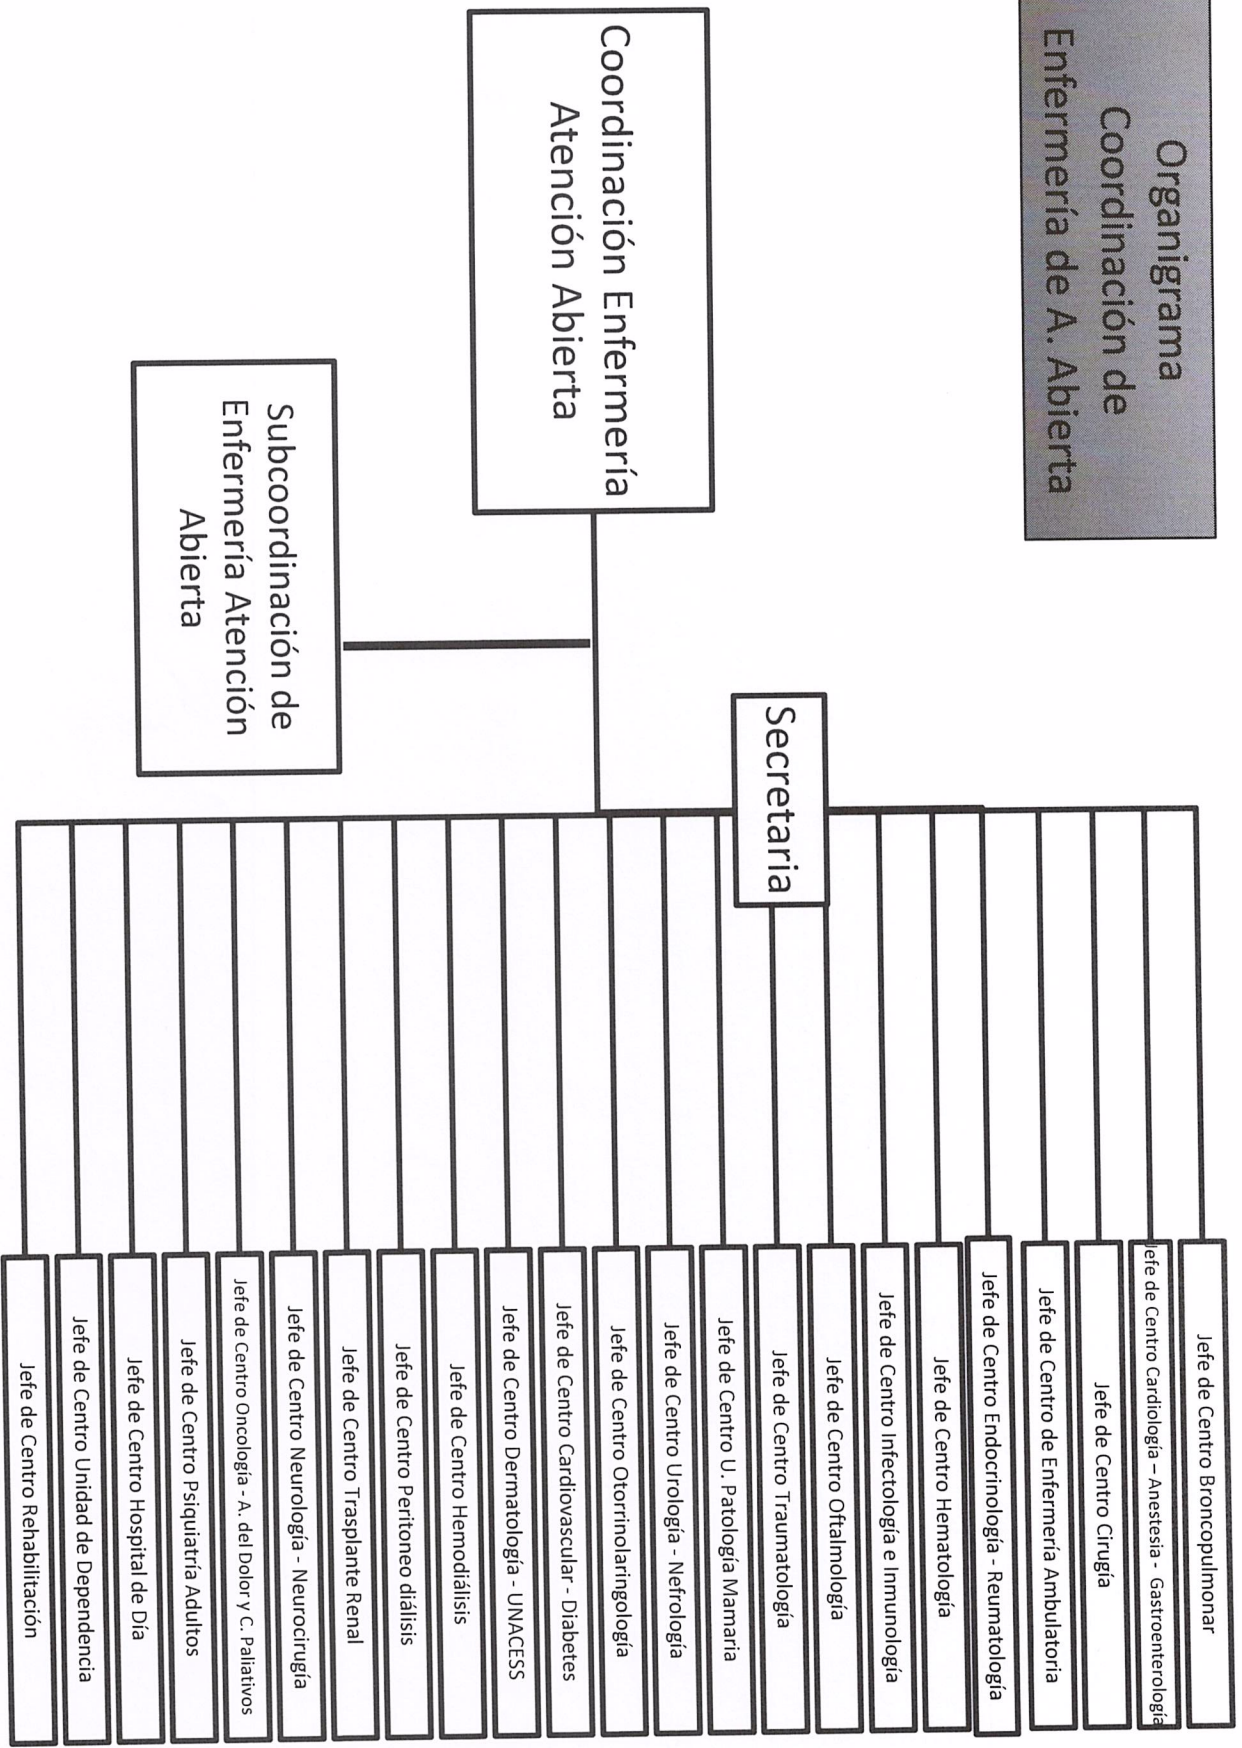 Organigrama
Coordinación de
Enfermería de A. Abierta
Coordinación Enfermería
Atención Abierta
Subcoordinación de
Enfermería Atención
Abierta
Secretaria
Jefe de Centro Broncopulmonar
Jefe de Centro Cardiología – Anestesia - Gastroenterología
Jefe de Centro Cirugía
Jefe de Centro de Enfermería Ambulatoria
Jefe de Centro Endocrinología - Reumatología
Jefe de Centro Hematología
Jefe de Centro Infectología e Inmunología
Jefe de Centro Oftalmología
Jefe de Centro Traumatología
Jefe de Centro U. Patología Mamaria
Jefe de Centro Urología - Nefrología
Jefe de Centro Otorrinolaringología
Jefe de Centro Cardiovascular - Diabetes
Jefe de Centro Dermatología - UNACESS
Jefe de Centro Hemodiálisis
Jefe de Centro Peritoneo diálisis
Jefe de Centro Trasplante Renal
Jefe de Centro Neurología - Neurocirugía
Jefe de Centro Oncología - A. del Dolor y C. Paliativos
Jefe de Centro Psiquiatría Adultos
Jefe de Centro Hospital de Día
Jefe de Centro Unidad de Dependencia
Jefe de Centro Rehabilitación